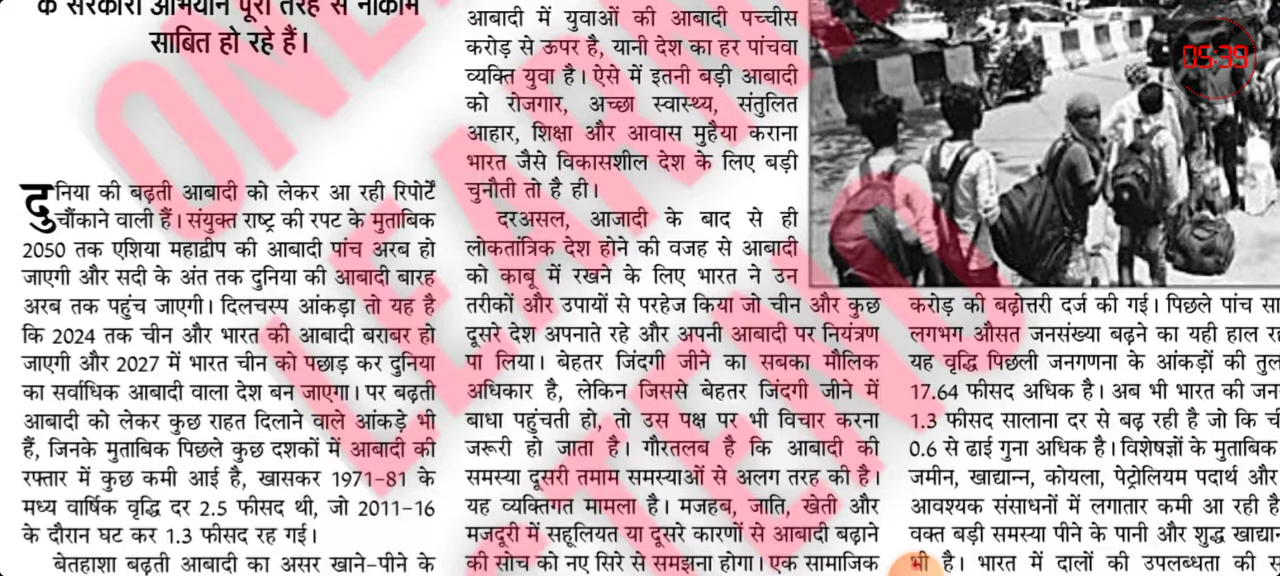 के सरकारी अभियान पूरी तरह से नाकाम
साबित हो रहे हैं।
दुनिया की बढ़ती आबादी को लेकर आ रही रिपोर्टें
चौंकाने वाली हैं। संयुक्त राष्ट्र की रपट के मुताबिक
2050 तक एशिया महाद्वीप की आबादी पांच अरब हो
जाएगी और सदी के अंत तक दुनिया की आबादी बारह
अरब तक पहुंच जाएगी। दिलचस्प आंकड़ा तो यह है
कि 2024 तक चीन और भारत की आबादी बराबर हो
जाएगी और 2027 में भारत चीन को पछाड़ कर दुनिया
का सर्वाधिक आबादी वाला देश बन जाएगा। पर बढ़ती
आबादी को लेकर कुछ राहत दिलाने वाले आंकड़े भी
हैं, जिनके मुताबिक पिछले कुछ दशकों में आबादी की
रफ्तार में कुछ कमी आई है, खासकर 1971-81 के
मध्य वार्षिक वृद्धि दर 2.5 फीसद थी, जो 2011-16
के दौरान घट कर 1.3 फीसद रह गई।
बेतहाशा बढ़ती आबादी का असर खाने-पीने के
आबादी में युवाओं की आबादी पच्चीस
करोड़ से ऊपर है, यानी देश का हर पांचवा
व्यक्ति युवा है। ऐसे में इतनी बड़ी आबादी
को रोजगार, अच्छा स्वास्थ्य, संतुलित
आहार, शिक्षा और आवास मुहैया कराना
भारत जैसे विकासशील देश के लिए बड़ी
चुनौती तो है ही।
दरअसल, आजादी के बाद से ही
लोकतांत्रिक देश होने की वजह से आबादी
को काबू में रखने के लिए भारत ने उन
तरीकों और उपायों से परहेज किया जो चीन और कुछ
दूसरे देश अपनाते रहे और अपनी आबादी पर नियंत्रण
पा लिया। बेहतर जिंदगी जीने का सबका मौलिक
अधिकार है, लेकिन जिससे बेहतर जिंदगी जीने में
बाधा पहुंचती हो, तो उस पक्ष पर भी विचार करना
जरूरी हो जाता है। गौरतलब है कि आबादी की
समस्या दूसरी तमाम समस्याओं से अलग तरह की है।
यह व्यक्तिगत मामला है। मजहब, जाति, खेती और
मजदूरी में सहूलियत या दूसरे कारणों से आबादी बढ़ाने
की सोच को नए सिरे से समझना होगा। एक सामाजिक
05:39
करोड़ की बढ़ोत्तरी दर्ज की गई। पिछले पांच
लगभग औसत जनसंख्या बढ़ने का यही हाल
यह वृद्धि पिछली जनगणना के आंकड़ों की
17.64 फीसद अधिक है। अब भी भारत की
1.3 फीसद सालाना दर से बढ़ रही है जो कि
0.6 से ढाई गुना अधिक है। विशेषज्ञों के मुताबिक
जमीन, खाद्यान्न, कोयला, पेट्रोलियम पदार्थ और
आवश्यक संसाधनों में लगातार कमी आ रही है
वक्त बड़ी समस्या पीने के पानी और शुद्ध
भी है। भारत में दालों की उपलब्धता की